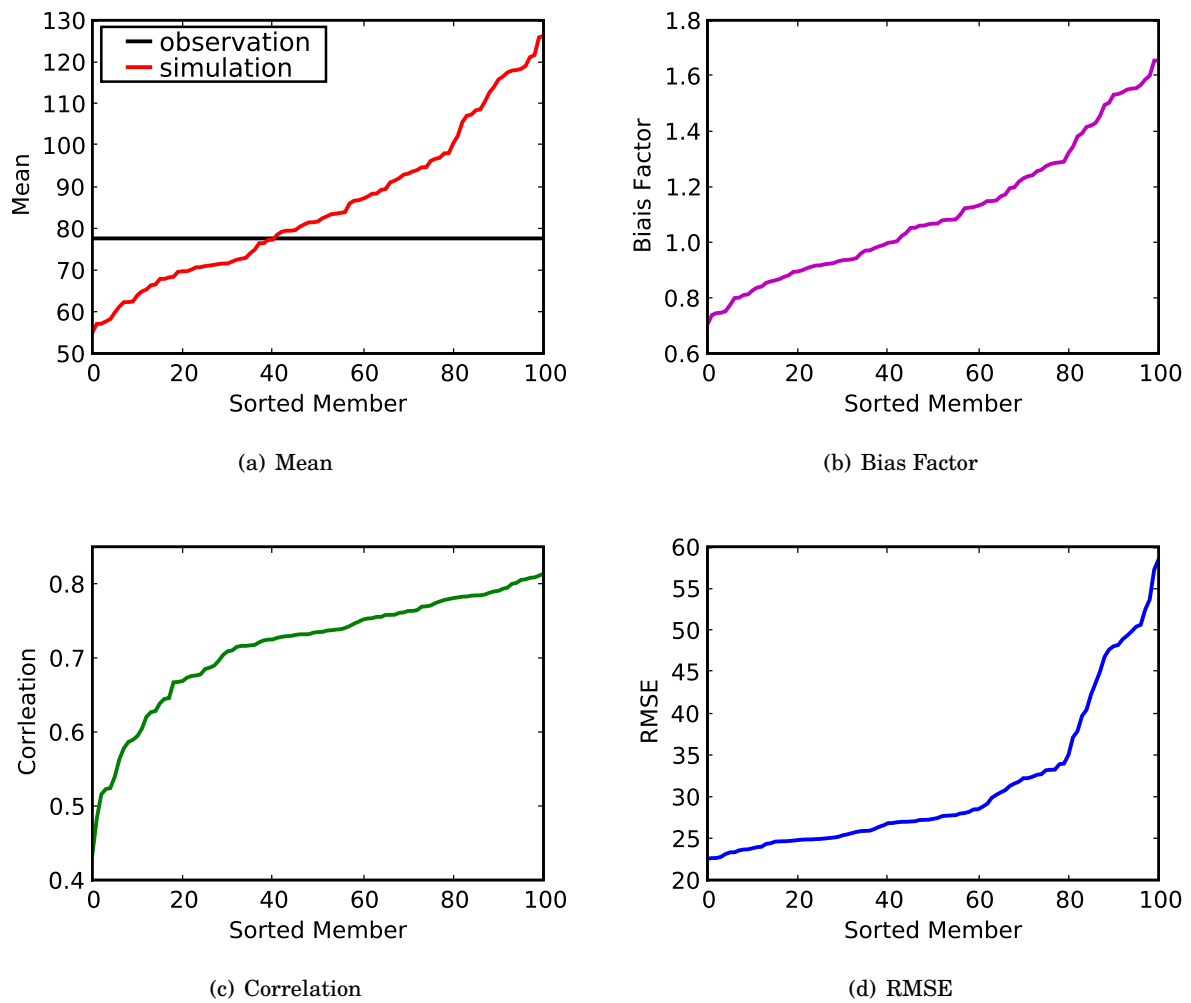 130
120
110
100
90
80
70
60
50
Mean
observation
simulation
0 20 40 60 80 100
Sorted Member
(a) Mean
1.8
1.6
1.4
1.2
1.0
0.8
0.6
Biais Factor
0 20 40 60 80 100
Sorted Member
(b) Bias Factor
0.8
0.7
0.6
0.5
0.4
Corrleation
0 20 40 60 80 100
Sorted Member
(c) Correlation
60
55
50
45
40
35
30
25
20
RMSE
0 20 40 60 80 100
Sorted Member
(d) RMSE